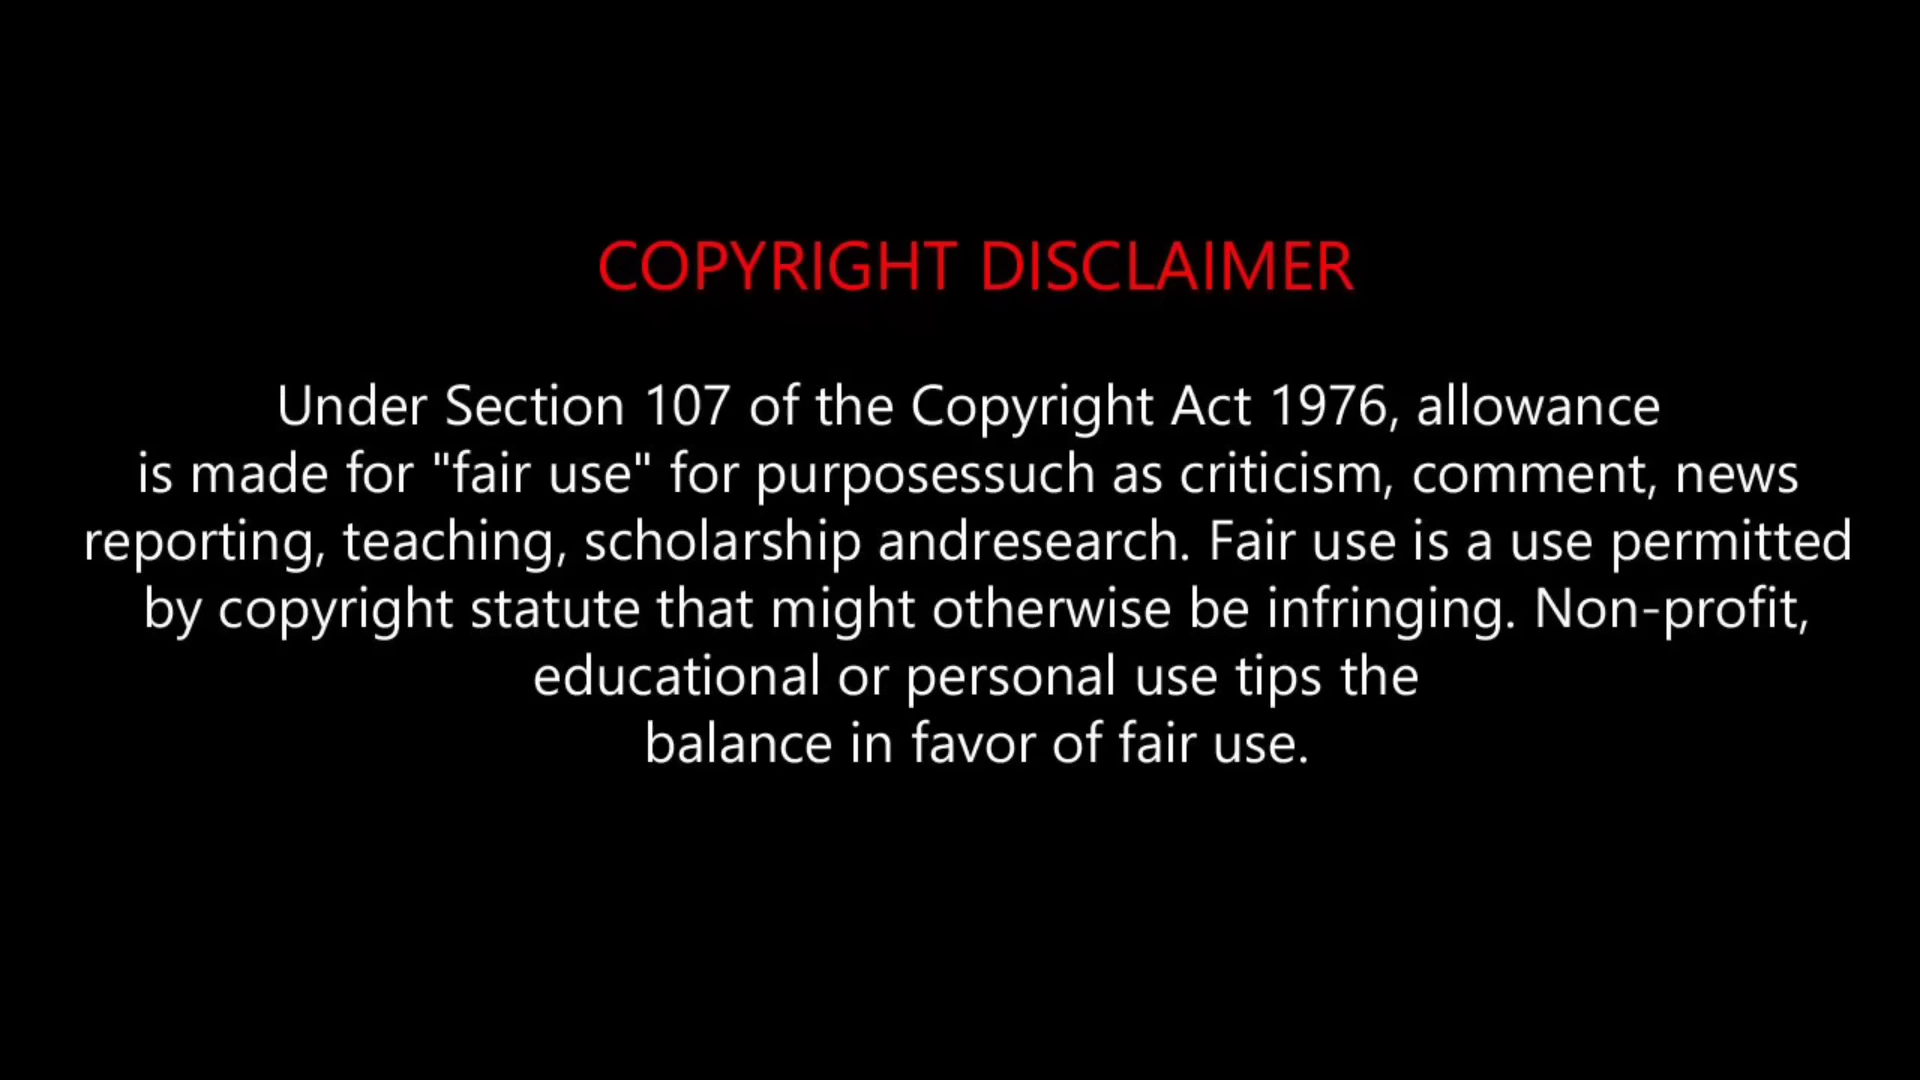 COPYRIGHT DISCLAIMER
Under Section 107 of the Copyright Act 1976, allowance
is made for "fair use" for purposessuch as criticism, comment, news
reporting, teaching, scholarship andresearch. Fair use is a use permitted
by copyright statute that might otherwise be infringing. Non-profit,
educational or personal use tips the
balance in favor of fair use.